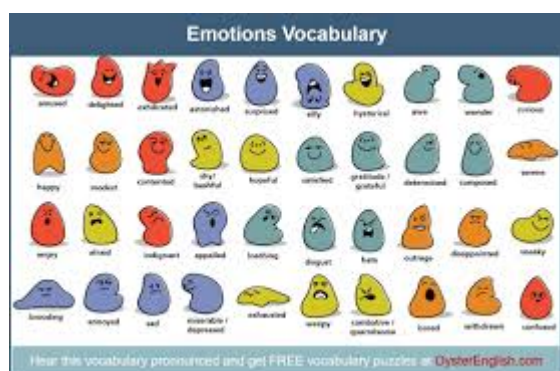 Emotions Vocabulary
amused delighted exhilarated astonished surprised silly hysterical awe wonder curious
happy modest contented shy/ bashful hopeful satisfied gratitude / grateful determined composed serene
angry afraid indignant appalled loathing disgust hate outrage disappointed sneaky
brooding annoyed sad miserable / depressed exhausted weepy combative / quarrelsome bored withdrawn confused
Hear this vocabulary pronounced and get FREE vocabulary puzzles at OysterEnglish.com